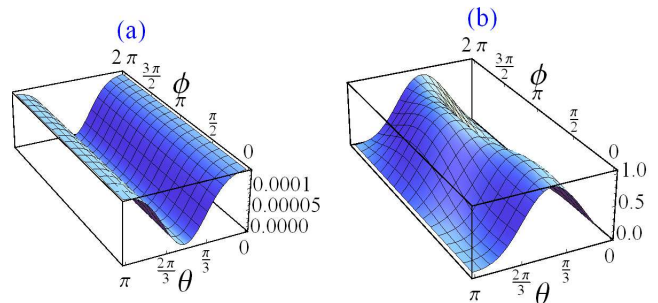 (a)
2 π
3π/2
ϕ
π
π/2
0
0.0001
0.00005
0.0000
0
π/3
2π/3
θ
π
(b)
2 π
3π/2
ϕ
π
π/2
0
1.0
0.5
0.0
0
π/3
2π/3
θ
π